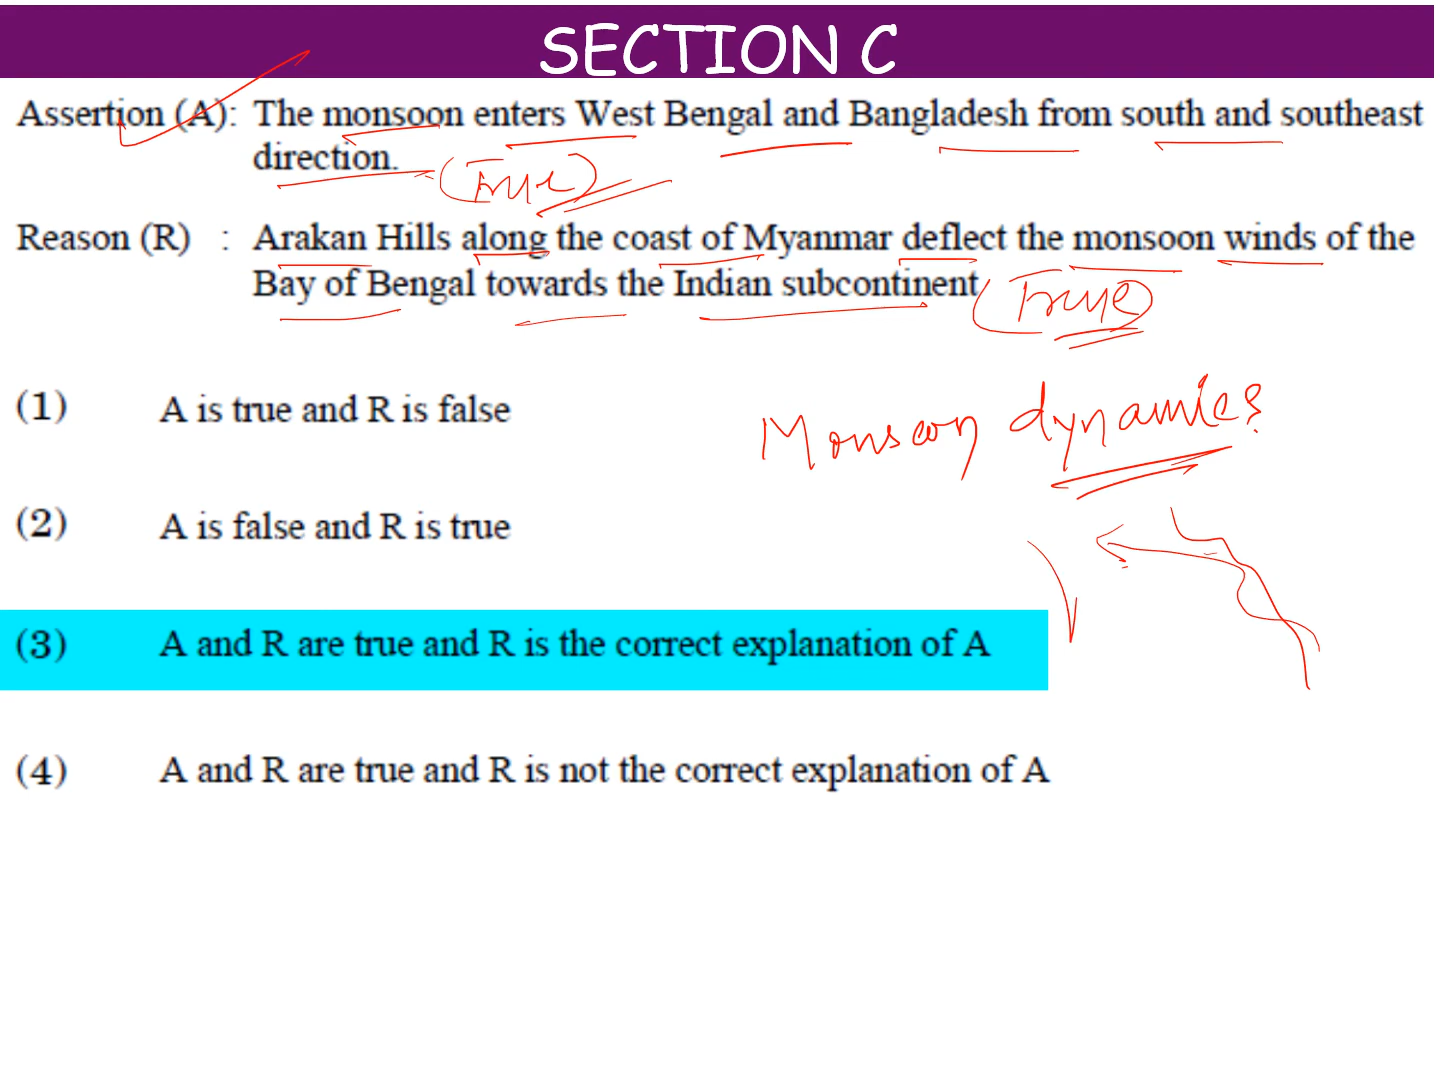 SECTION C
Assertion (A): The monsoon enters West Bengal and Bangladesh from south and southeast
direction.
(True)
Reason (R) : Arakan Hills along the coast of Myanmar deflect the monsoon winds of the
Bay of Bengal towards the Indian subcontinent
(True)
(1) A is true and R is false
Monsoon dynamics
(2) A is false and R is true
(3) A and R are true and R is the correct explanation of A
(4) A and R are true and R is not the correct explanation of A